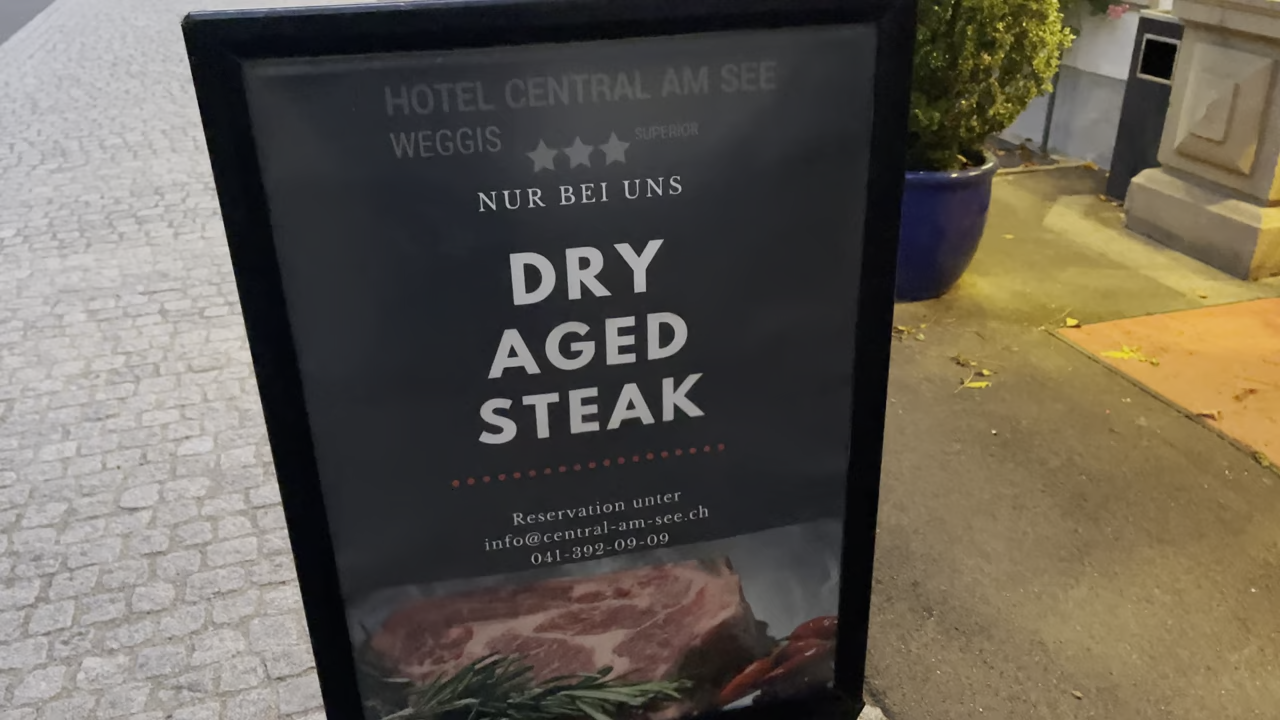 HOTEL CENTRAL AM SEE
WEGGIS SUPERIOR
NUR BEI UNS
DRY
AGED
STEAK
Reservation unter
info@central-am-see.ch
041-392-09-09